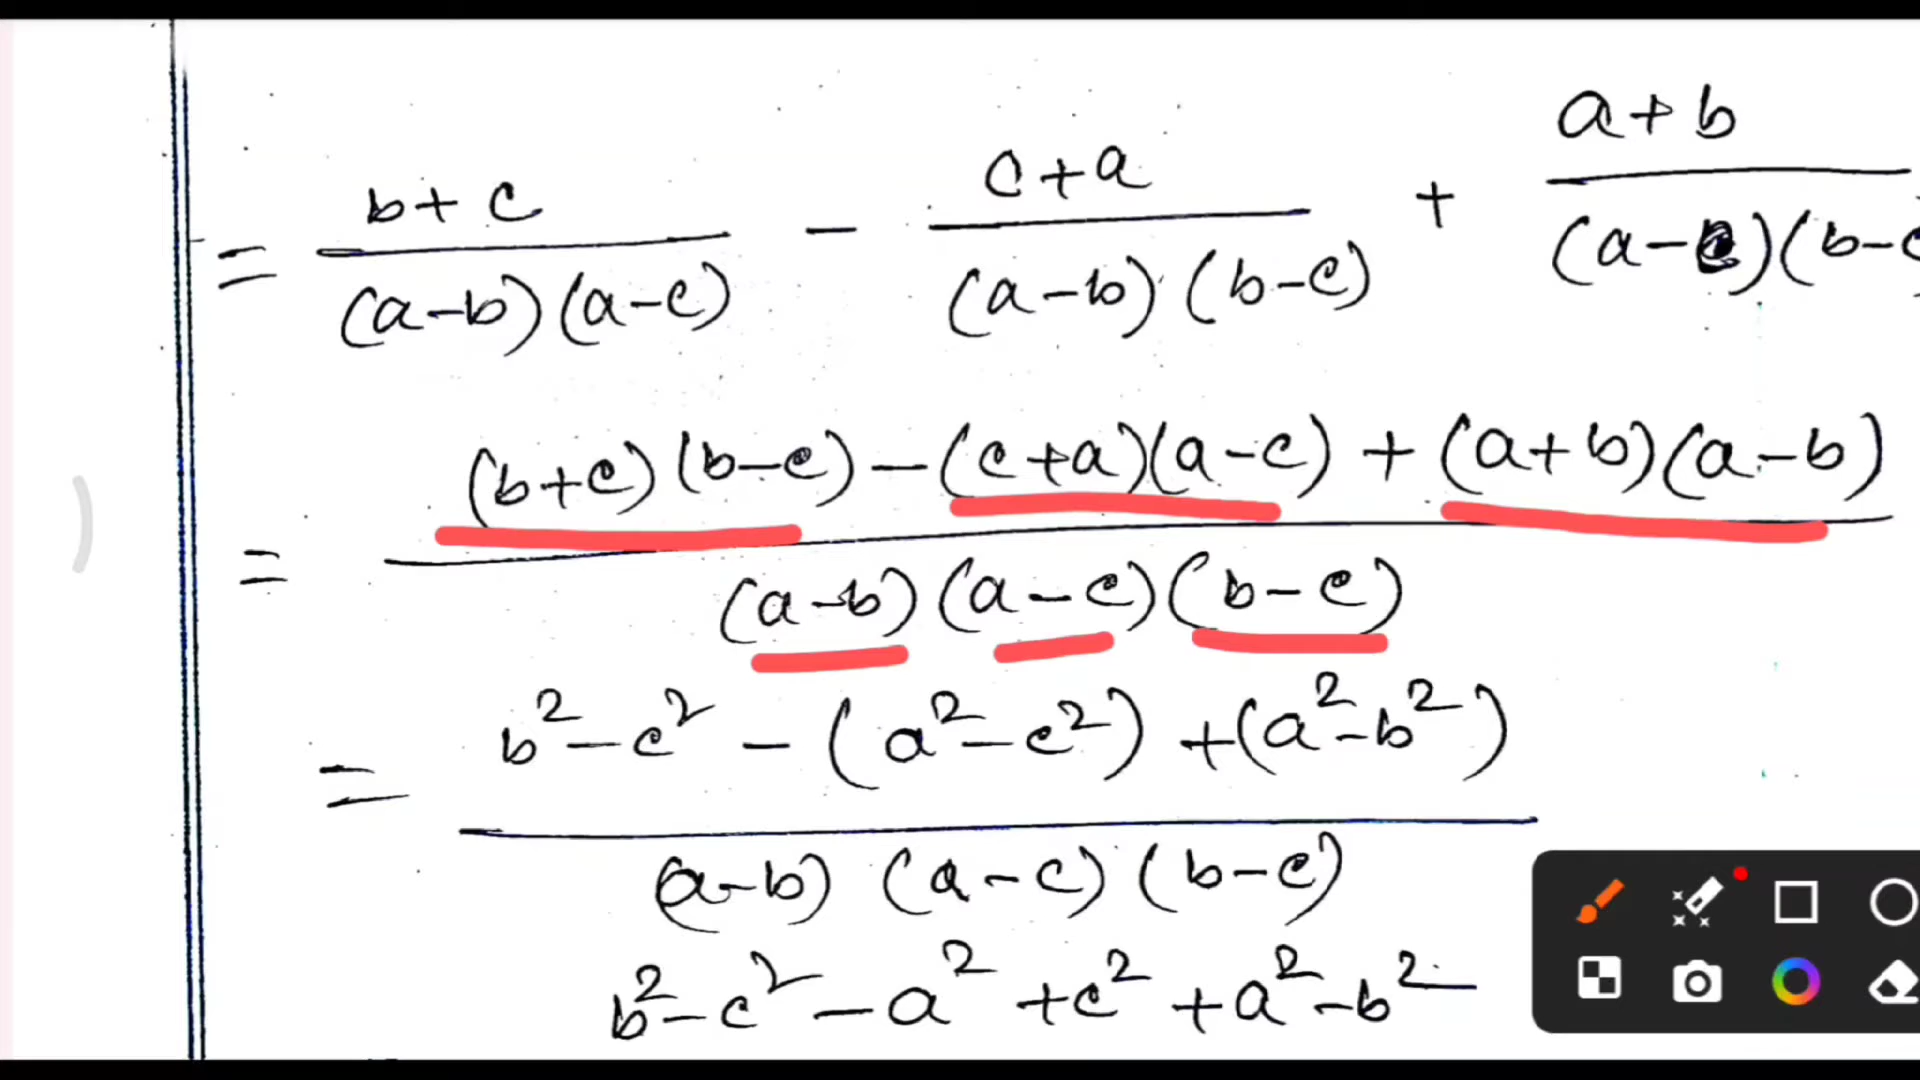 = b+c/(a-b)(a-c) - c+a/(a-b)(b-c) + a+b/(a-c)(b-c
= (b+c)(b-c)-(c+a)(a-c)+(a+b)(a-b)/(a-b)(a-c)(b-c)
= b²-c²-(a²-c²)+(a²-b²)/(a-b)(a-c)(b-c)
b²-c²-a²+c²+a²-b²